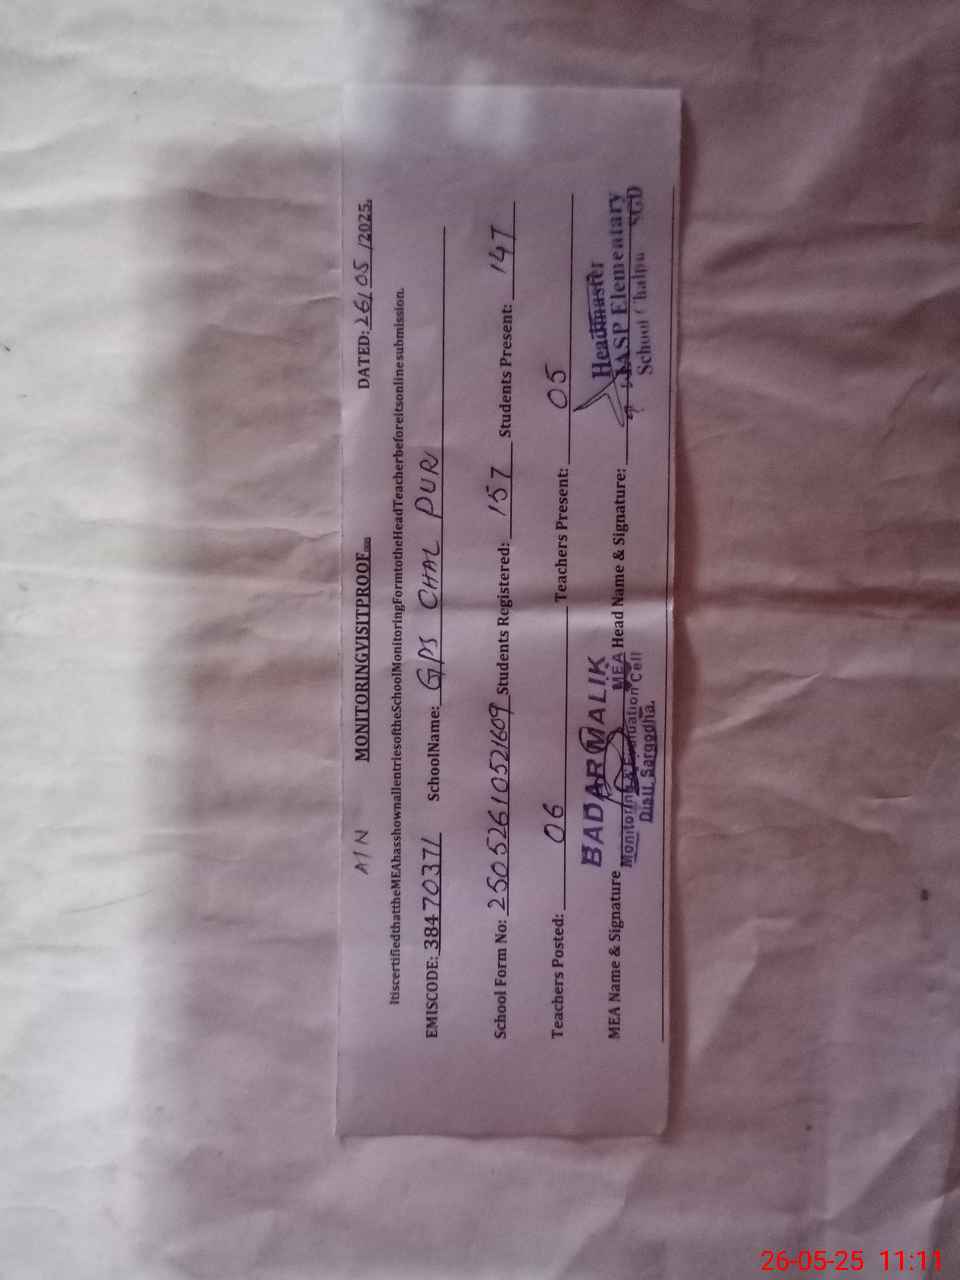 A/N MONITORINGVISITPROOF DATED: 26/05/2025.
ItiscertifiedthattheMEAhasshownallentriesoftheSchoolMonitoringFormtotheHeadTeacherbeforeitsonlinesubmission.
EMISCODE: 38470371 SchoolName: GPS CHAL PUR
School Form No: 25052610521609 Students Registered: 157 Students Present: 147
Teachers Posted: 06 Teachers Present: 05
BADAR MALIK
MEA
Monitoring & Evaluation Cell
Distt. Sargodha.
MEA Name & Signature Head Name & Signature:
Headmaster
Elementary
School SGD
26-05-25 11:11